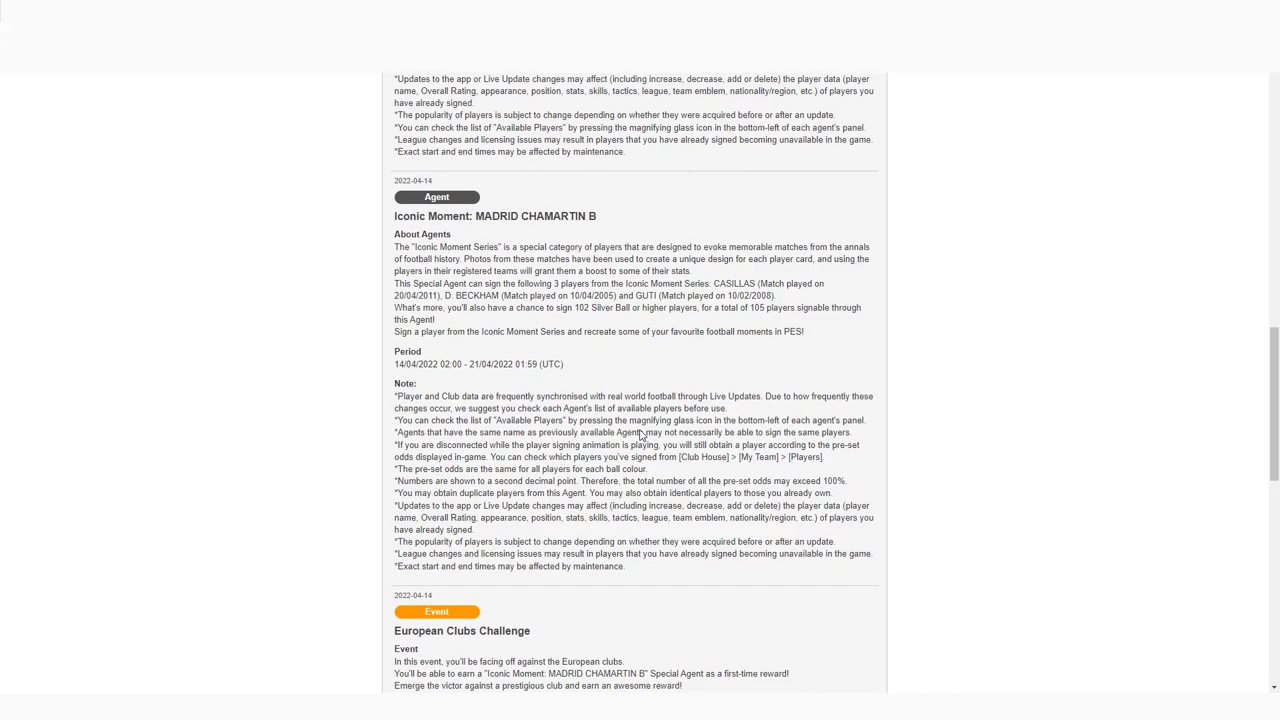 *Updates to the app or Live Update changes may affect (including increase, decrease, add or delete) the player data (player
name, Overall Rating, appearance, position, stats, skills, tactics, league, team emblem, nationality/region, etc.) of players you
have already signed.
*The popularity of players is subject to change depending on whether they were acquired before or after an update.
*You can check the list of "Available Players" by pressing the magnifying glass icon in the bottom-left of each agent's panel.
*League changes and licensing issues may result in players that you have already signed becoming unavailable in the game.
*Exact start and end times may be affected by maintenance.
2022-04-14
Agent
Iconic Moment: MADRID CHAMARTIN B
About Agents
The "Iconic Moment Series" is a special category of players that are designed to evoke memorable matches from the annals
of football history. Photos from these matches have been used to create a unique design for each player card, and using the
players in their registered teams will grant them a boost to some of their stats.
This Special Agent can sign the following 3 players from the Iconic Moment Series: CASILLAS (Match played on
20/04/2011), D. BECKHAM (Match played on 10/04/2005) and GUTI (Match played on 10/02/2008).
What's more, you'll also have a chance to sign 102 Silver Ball or higher players, for a total of 105 players signable through
this Agent!
Sign a player from the Iconic Moment Series and recreate some of your favourite football moments in PES!
Period
14/04/2022 02:00 - 21/04/2022 01:59 (UTC)
Note:
*Player and Club data are frequently synchronised with real world football through Live Updates. Due to how frequently these
changes occur, we suggest you check each Agent's list of available players before use.
*You can check the list of "Available Players" by pressing the magnifying glass icon in the bottom-left of each agent's panel.
*Agents that have the same name as previously available Agents may not necessarily be able to sign the same players.
*If you are disconnected while the player signing animation is playing, you will still obtain a player according to the pre-set
odds displayed in-game. You can check which players you've signed from [Club House] > [My Team] > [Players].
*The pre-set odds are the same for all players for each ball colour.
*Numbers are shown to a second decimal point. Therefore, the total number of all the pre-set odds may exceed 100%.
*You may obtain duplicate players from this Agent. You may also obtain identical players to those you already own.
*Updates to the app or Live Update changes may affect (including increase, decrease, add or delete) the player data (player
name, Overall Rating, appearance, position, stats, skills, tactics, league, team emblem, nationality/region, etc.) of players you
have already signed.
*The popularity of players is subject to change depending on whether they were acquired before or after an update.
*League changes and licensing issues may result in players that you have already signed becoming unavailable in the game.
*Exact start and end times may be affected by maintenance.
2022-04-14
Event
European Clubs Challenge
Event
In this event, you'll be facing off against the European clubs.
You'll be able to earn a "Iconic Moment: MADRID CHAMARTIN B" Special Agent as a first-time reward!
Emerge the victor against a prestigious club and earn an awesome reward!